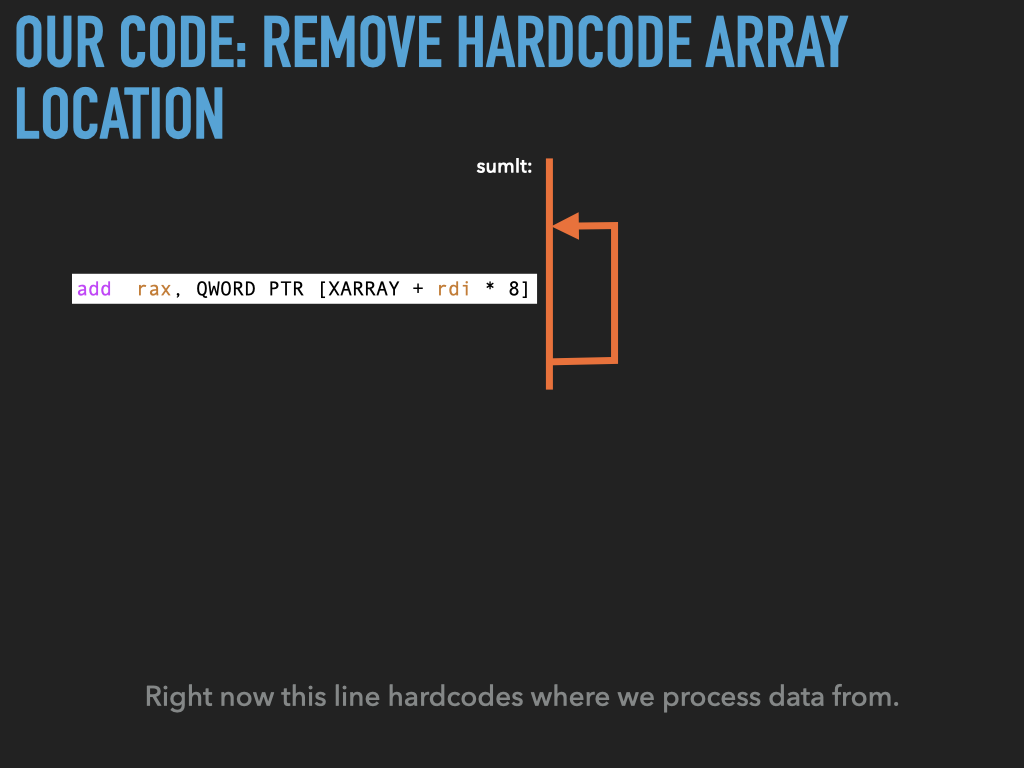 OUR CODE: REMOVE HARDCODE ARRAY
LOCATION
sumIt:
add  rax, QWORD PTR [XARRAY + rdi * 8]
Right now this line hardcodes where we process data from.